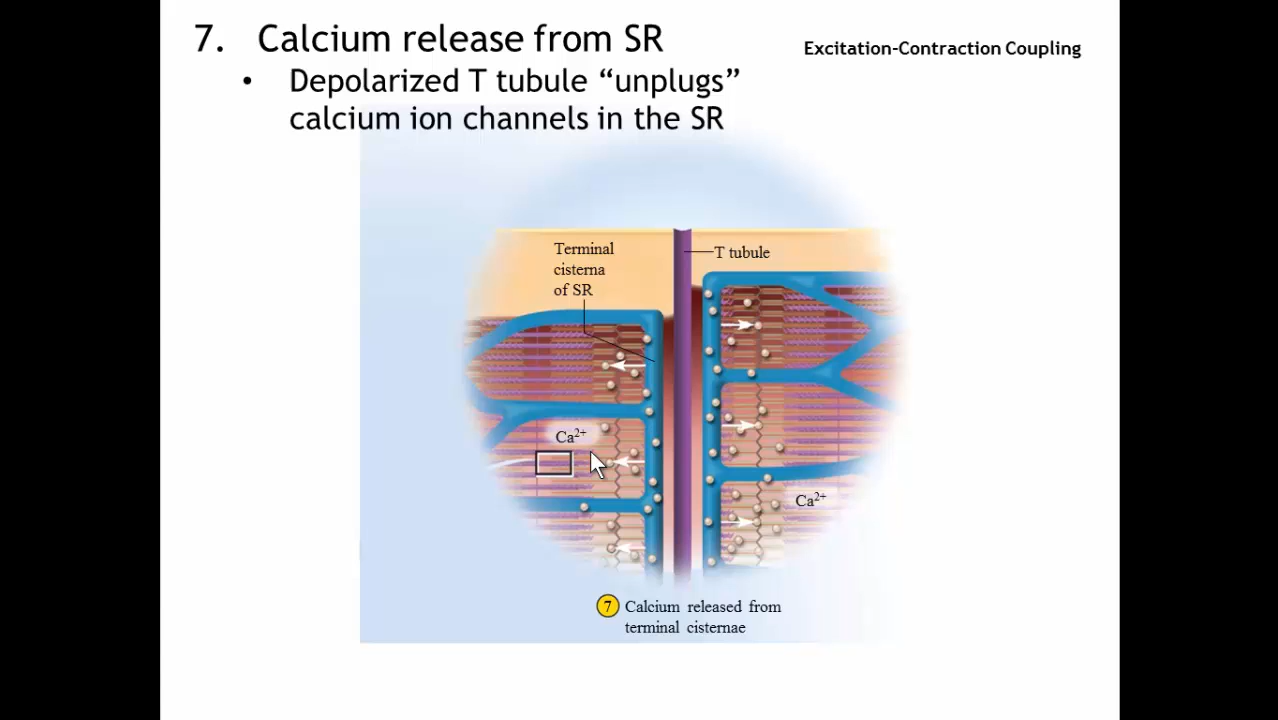 7. Calcium release from SR
Excitation-Contraction Coupling
• Depolarized T tubule “unplugs”
calcium ion channels in the SR
Terminal
cisterna
of SR
T tubule
Ca²⁺
Ca²⁺
7 Calcium released from
terminal cisternae